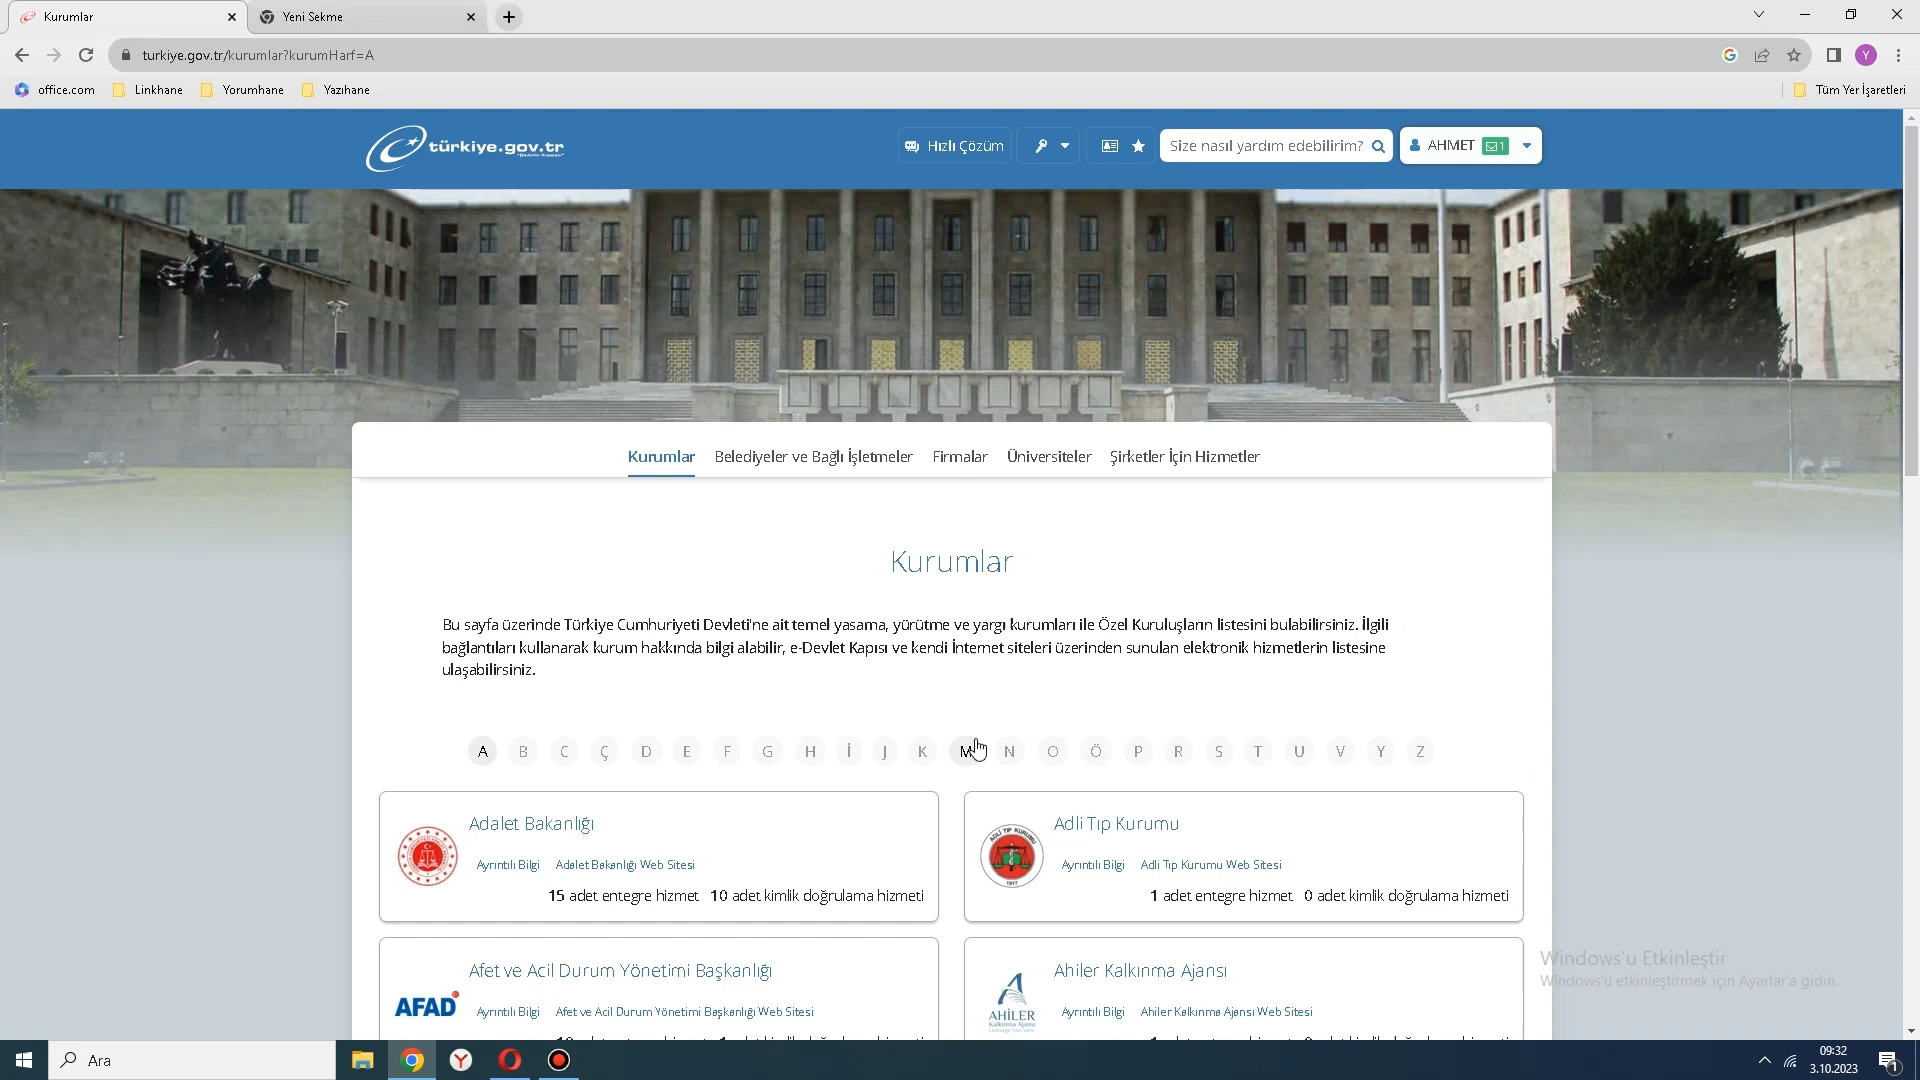 Kurumlar
Yeni Sekme
turkiye.gov.tr/kurumlar?kurumHarf=A
office.com Linkhane Yorumhane Yazıhane Tüm Yer İşaretleri
türkiye.gov.tr
Hızlı Çözüm
Size nasıl yardım edebilirim?
AHMET 1
Kurumlar Belediyeler ve Bağlı İşletmeler Firmalar Üniversiteler Şirketler İçin Hizmetler
Kurumlar
Bu sayfa üzerinde Türkiye Cumhuriyeti Devleti'ne ait temel yasama, yürütme ve yargı kurumları ile Özel Kuruluşların listesini bulabilirsiniz. İlgili
bağlantıları kullanarak kurum hakkında bilgi alabilir, e-Devlet Kapısı ve kendi İnternet siteleri üzerinden sunulan elektronik hizmetlerin listesine
ulaşabilirsiniz.
A B C Ç D E F G H İ J K M N O Ö P R S T U V Y Z
Adalet Bakanlığı
Ayrıntılı Bilgi Adalet Bakanlığı Web Sitesi
15 adet entegre hizmet 10 adet kimlik doğrulama hizmeti
ADLİ TIP KURUMU
1917
Adli Tıp Kurumu
Ayrıntılı Bilgi Adli Tıp Kurumu Web Sitesi
1 adet entegre hizmet 0 adet kimlik doğrulama hizmeti
AFAD
Afet ve Acil Durum Yönetimi Başkanlığı
Ayrıntılı Bilgi Afet ve Acil Durum Yönetimi Başkanlığı Web Sitesi
AHİLER
Kalkınma Ajansı
Ahiler Kalkınma Ajansı
Ayrıntılı Bilgi Ahiler Kalkınma Ajansı Web Sitesi
Windows'u Etkinleştir
Windows'u etkinleştirmek için Ayarlar'a gidin.
Ara
09:32
3.10.2023
1